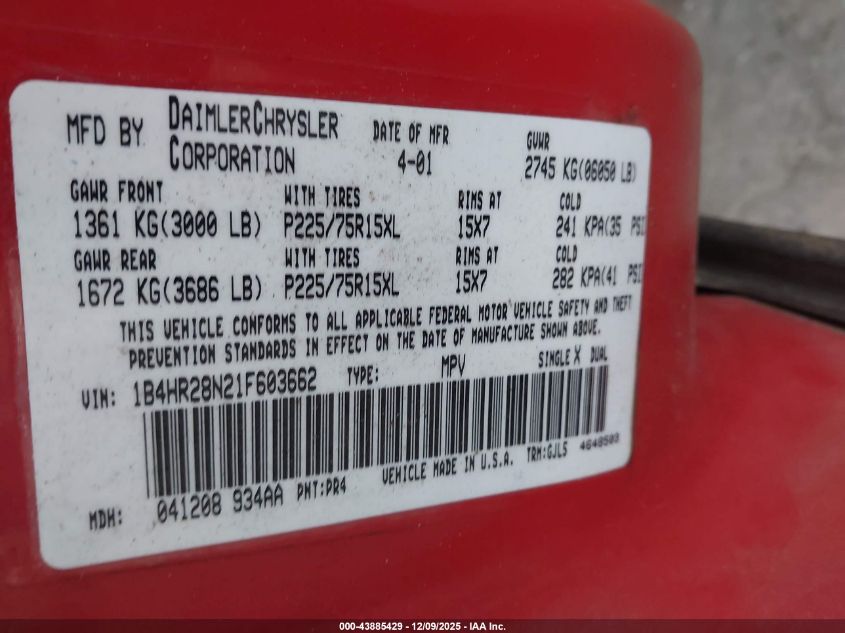 MFD BY DAIMLERCHRYSLER CORPORATION DATE OF MFR 4-01 GVWR 2745 KG(06050 LB)
GAWR FRONT WITH TIRES RIMS AT COLD
1361 KG(3000 LB) P225/75R15XL 15X7 241 KPA(35 PSI
GAWR REAR WITH TIRES RIMS AT COLD
1672 KG(3686 LB) P225/75R15XL 15X7 282 KPA(41 PSI
THIS VEHICLE CONFORMS TO ALL APPLICABLE FEDERAL MOTOR VEHICLE SAFETY AND THEFT
PREVENTION STANDARDS IN EFFECT ON THE DATE OF MANUFACTURE SHOWN ABOVE.
VIN: 1B4HR28N21F603662 TYPE: MPV SINGLE X DUAL
MDH: 041208 934AA PNT:PR4 VEHICLE MADE IN U.S.A. TRM:GJL5 4648503
000-43885429 - 12/09/2025 - IAA Inc.